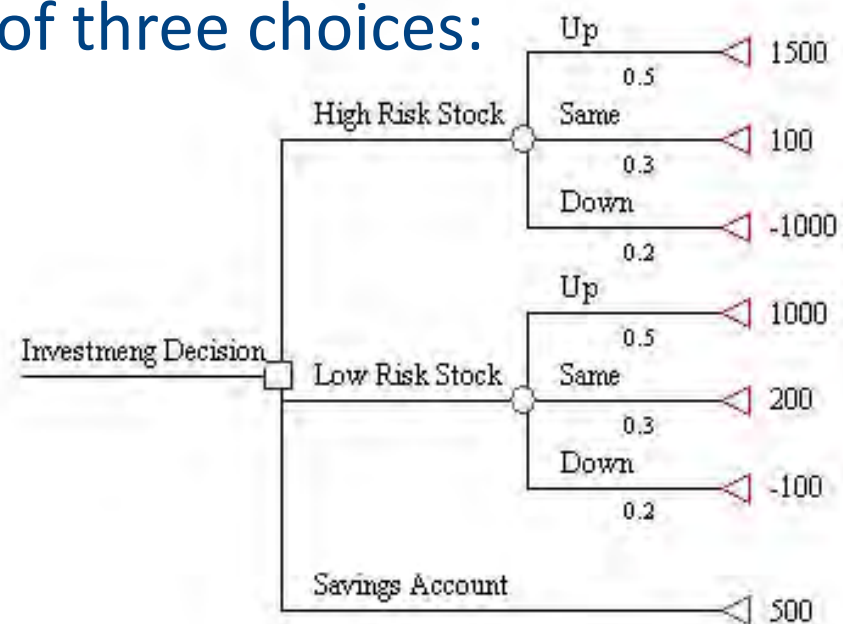 of three choices:
Up
1500
0.5
High Risk Stock
Same
100
0.3
Down
-1000
0.2
Up
1000
0.5
Investmeng Decision
Low Risk Stock
Same
200
0.3
Down
-100
0.2
Savings Account
500